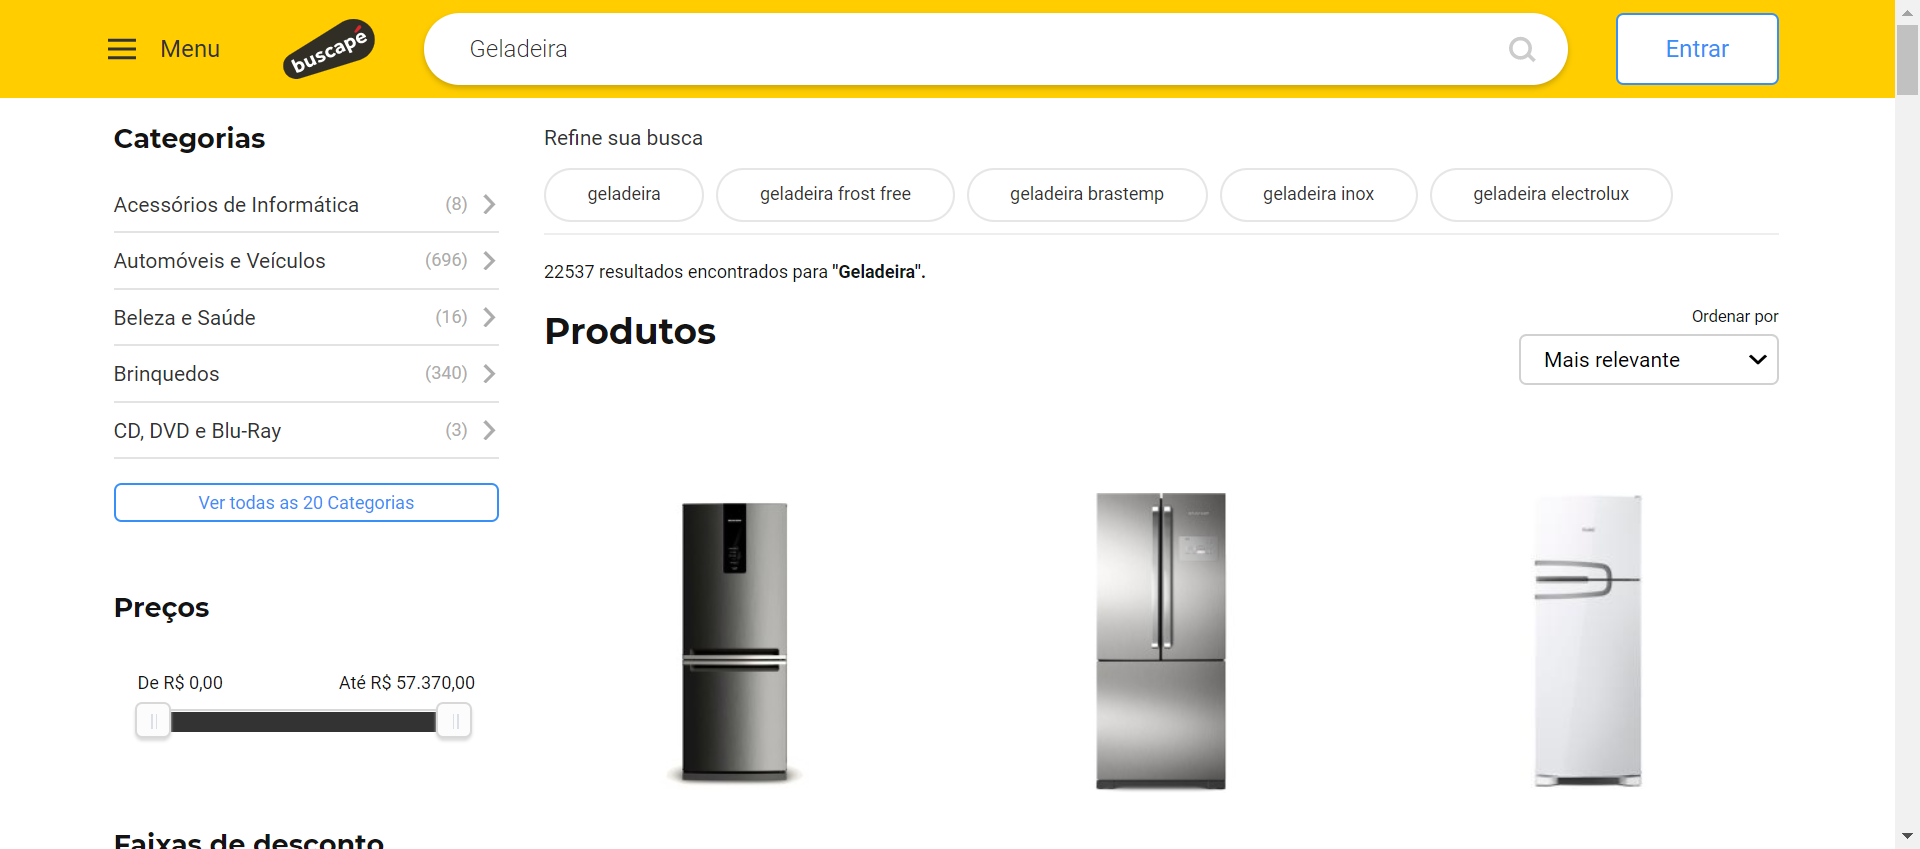 Menu
buscapé
Geladeira
Entrar
Categorias
Acessórios de Informática (8)
Automóveis e Veículos (696)
Beleza e Saúde (16)
Brinquedos (340)
CD, DVD e Blu-Ray (3)
Ver todas as 20 Categorias
Preços
De R$ 0,00 Até R$ 57.370,00
Faixas de desconto
Refine sua busca
geladeira
geladeira frost free
geladeira brastemp
geladeira inox
geladeira electrolux
22537 resultados encontrados para "Geladeira".
Produtos
Ordenar por
Mais relevante